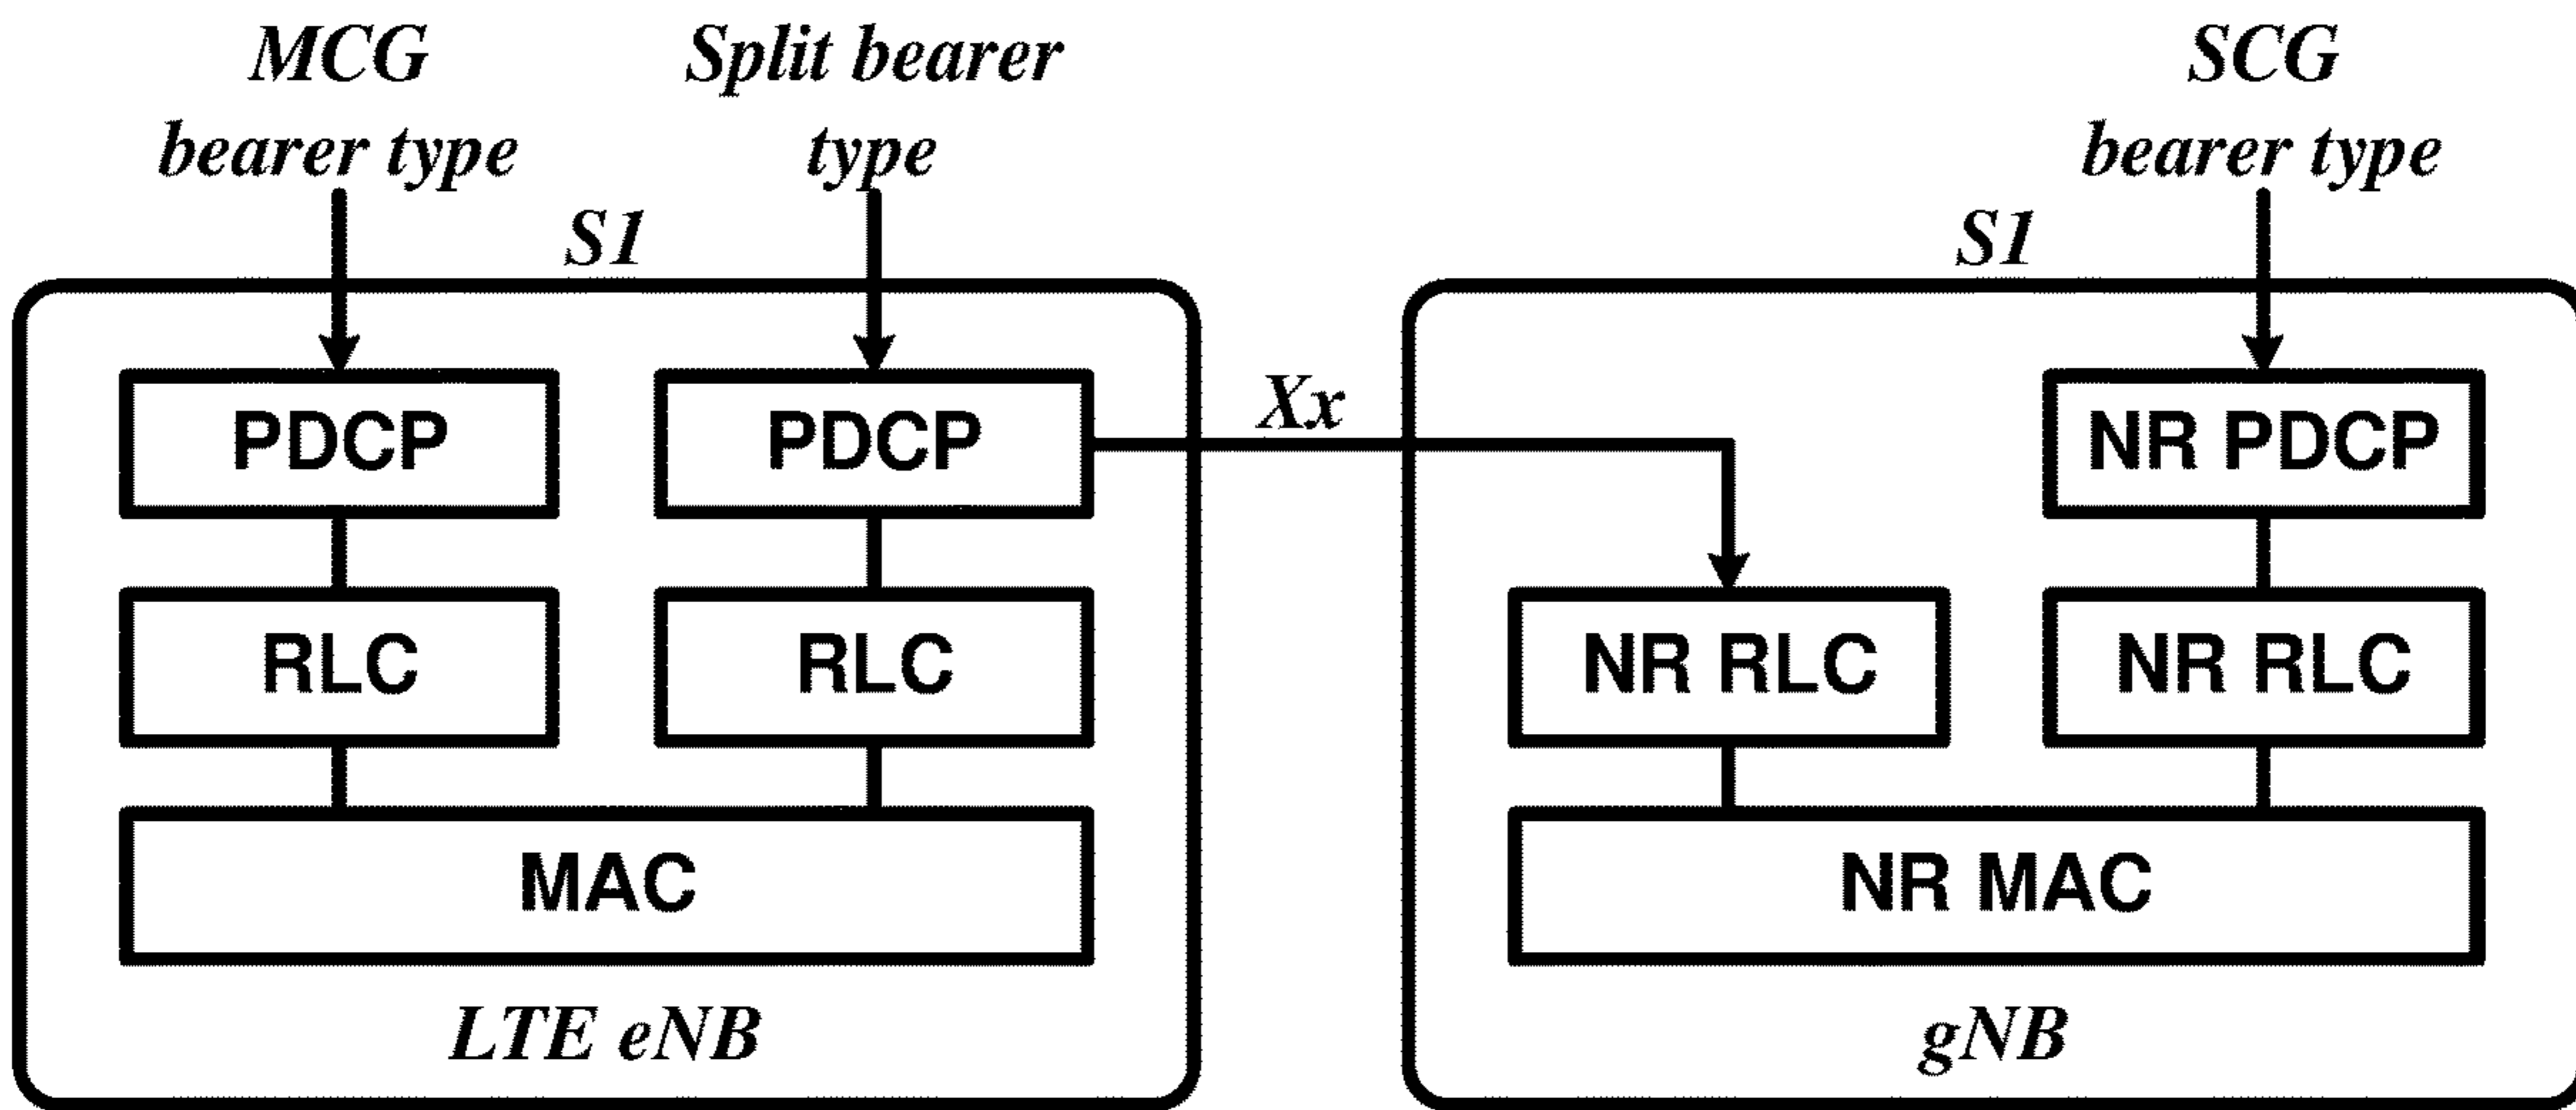 MCG
bearer type
Split bearer
type
SCG
bearer type
S1
S1
Xx
PDCP
PDCP
NR PDCP
RLC
RLC
NR RLC
NR RLC
MAC
NR MAC
LTE eNB
gNB